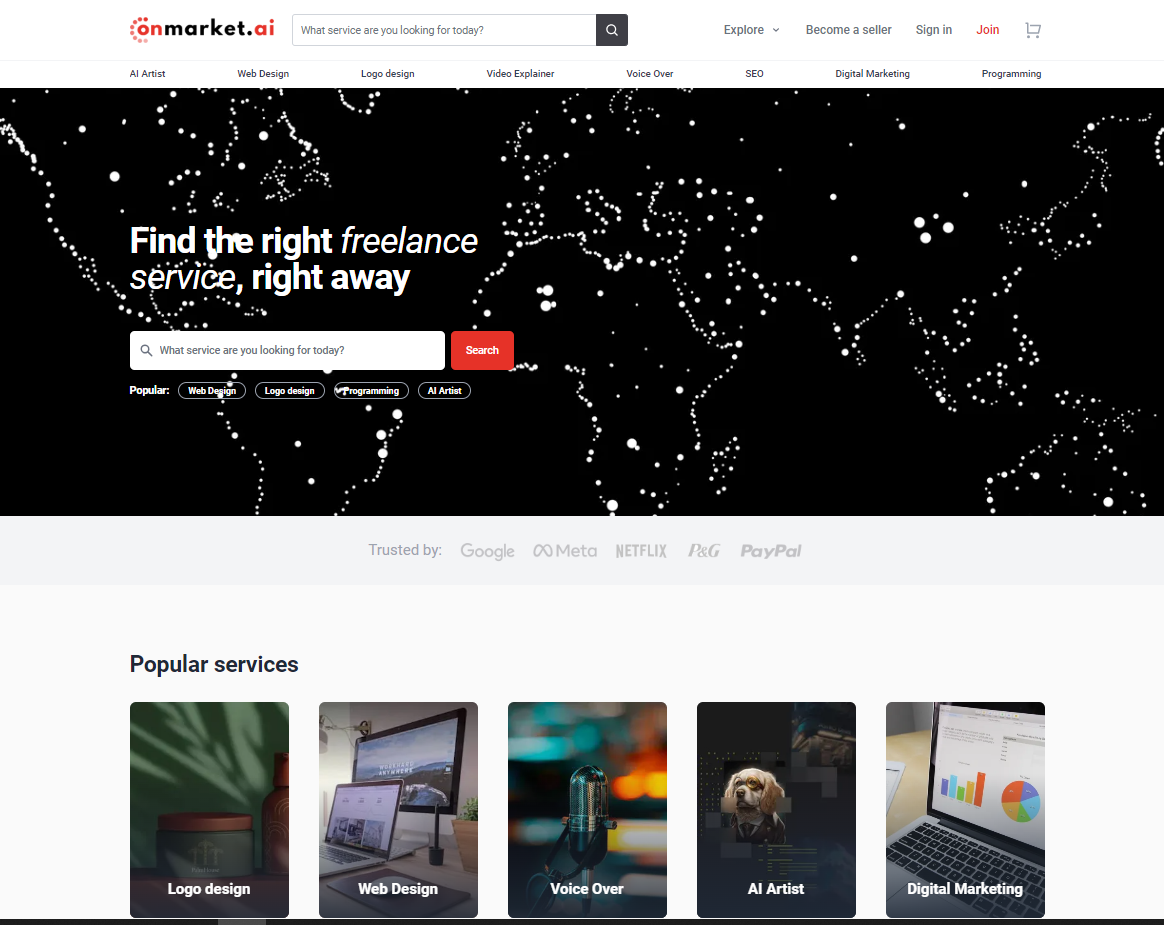 onmarket.ai
What service are you looking for today?
Explore
Become a seller
Sign in
Join
AI Artist
Web Design
Logo design
Video Explainer
Voice Over
SEO
Digital Marketing
Programming
Find the right freelance
service, right away
What service are you looking for today?
Search
Popular:
Web Design
Logo design
Programming
AI Artist
Trusted by:
Google
Meta
NETFLIX
P&G
PayPal
Popular services
WORKHARD
ANYWHERE
Logo design
Web Design
Voice Over
AI Artist
Digital Marketing